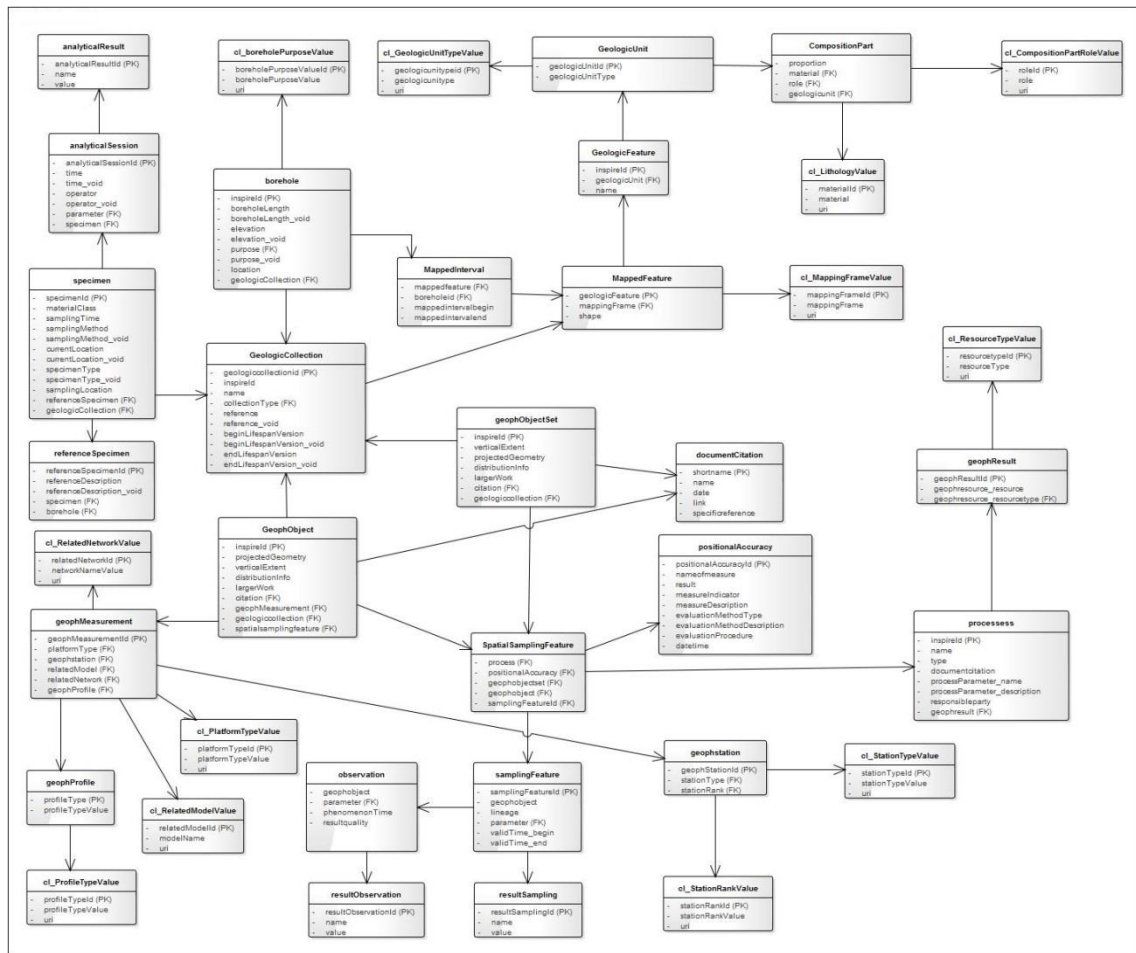 analyticalResult
- analyticalResultId (PK)
- name
- value
cl_boreholePurposeValue
- boreholePurposeValueId (PK)
- boreholePurposeValue
- uri
cl_GeologicUnitTypeValue
- geologicunitypeid (PK)
- geologicunitype
- uri
GeologicUnit
- geologicUnitId (PK)
- geologicUnitType
CompositionPart
- proportion
- material (FK)
- role (FK)
- geologicunit (FK)
cl_CompositionPartRoleValue
- roleId (PK)
- role
- uri
analyticalSession
- analyticalSessionId (PK)
- time
- time_void
- operator
- operator_void
- parameter (FK)
- specimen (FK)
borehole
- inspireId (PK)
- boreholeLength
- boreholeLength_void
- elevation
- elevation_void
- purpose (FK)
- purpose_void
- location
- geologicCollection (FK)
GeologicFeature
- inspireId (PK)
- geologicUnit (FK)
- name
cl_LithologyValue
- materialId (PK)
- material
- uri
specimen
- specimenId (PK)
- materialClass
- samplingTime
- samplingMethod
- samplingMethod_void
- currentLocation
- currentLocation_void
- specimenType
- specimenType_void
- samplingLocation
- referenceSpecimen (FK)
- geologicCollection (FK)
MappedInterval
- mappedfeature (FK)
- boreholeid (FK)
- mappedintervalbegin
- mappedintervalend
MappedFeature
- geologicFeature (PK)
- mappingFrame (FK)
- shape
cl_MappingFrameValue
- mappingFrameId (PK)
- mappingFrame
- uri
GeologicCollection
- geologiccollectionId (PK)
- inspireId
- name
- collectionType (FK)
- reference
- reference_void
- beginLifespanVersion
- beginLifespanVersion_void
- endLifespanVersion
- endLifespanVersion_void
cl_ResourceTypeValue
- resourcetypeId (PK)
- resourceType
- uri
geophObjectSet
- inspireId (PK)
- verticalExtent
- projectedGeometry
- distributionInfo
- largerWork
- citation (FK)
- geologiccollection (FK)
documentCitation
- shortname (PK)
- name
- date
- link
- specificreference
referenceSpecimen
- referenceSpecimenId (PK)
- referenceDescription
- referenceDescription_void
- specimen (FK)
- borehole (FK)
geophResult
- geophResultId (PK)
- geophresource_resource
- geophresource_resourcetype (FK)
GeophObject
- inspireId (PK)
- projectedGeometry
- verticalExtent
- distributionInfo
- largerWork
- citation (FK)
- geophMeasurement (FK)
- geologiccollection (FK)
- spatialsamplingfeature (FK)
cl_RelatedNetworkValue
- relatedNetworkId (PK)
- networkNameValue
- uri
positionalAccuracy
- positionalAccuracyId (PK)
- nameofmeasure
- result
- measureIndicator
- measureDescription
- evaluationMethodType
- evaluationMethodDescription
- evaluationProcedure
- datetime
geophMeasurement
- geophMeasurementId (PK)
- platformType (FK)
- geophstation (FK)
- relatedModel (FK)
- relatedNetwork (FK)
- geophProfile (FK)
SpatialSamplingFeature
- process (FK)
- positionalAccuracy (FK)
- geophobjectset (FK)
- geophobject (FK)
- samplingFeatureId (FK)
processess
- inspireId (PK)
- name
- type
- documentcitation
- processParameter_name
- processParameter_description
- responsibleparty
- geophresult (FK)
cl_PlatformTypeValue
- platformTypeId (PK)
- platformTypeValue
- uri
geophProfile
- profileType (PK)
- profileTypeValue
cl_RelatedModelValue
- relatedModelId (PK)
- modelName
- uri
observation
- geophobject
- parameter (FK)
- phenomenonTime
- resultquality
samplingFeature
- samplingFeatureId (PK)
- geophobject
- lineage
- parameter (FK)
- validTime_begin
- validTime_end
geophstation
- geophStationId (PK)
- stationType (FK)
- stationRank (FK)
cl_StationTypeValue
- stationTypeId (PK)
- stationTypeValue
- uri
cl_ProfileTypeValue
- profileTypeId (PK)
- profileTypeValue
- uri
resultObservation
- resultObservationId (PK)
- name
- value
resultSampling
- resultSamplingId (PK)
- name
- value
cl_StationRankValue
- stationRankId (PK)
- stationRankValue
- uri